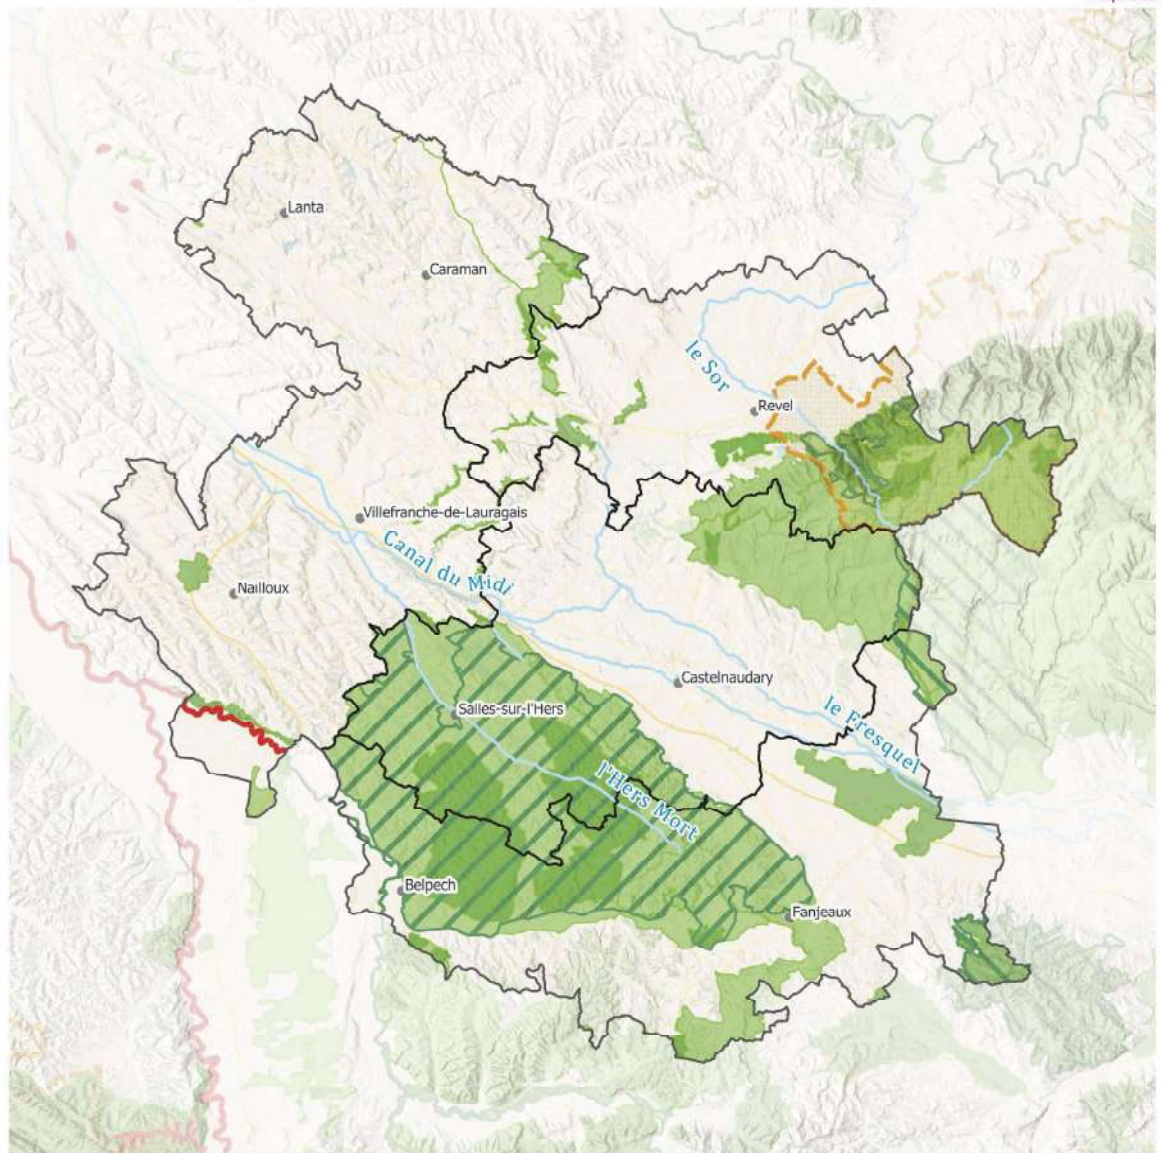 Lanta
Caraman
le Sor
Revel
Villefranche-de-Lauragais
Canal du Midi
Nailloux
Castelnaudary
Salles-sur-l'Hers
le Fresquel
l'Hers Mort
Belpech
Fanjeaux